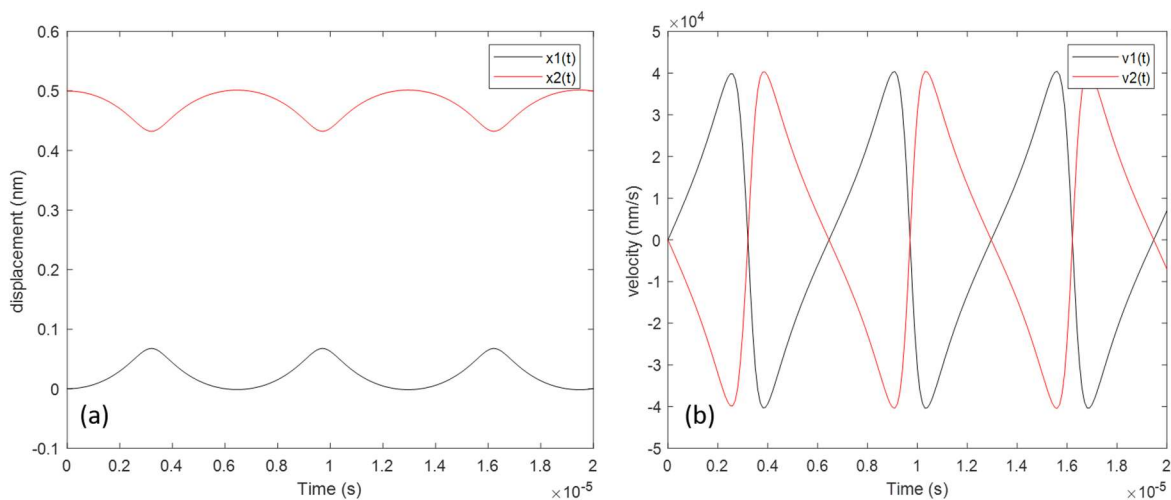 0.6
0.5
0.4
0.3
0.2
0.1
0
-0.1
displacement (nm)
x1(t)
x2(t)
(a)
0 0.2 0.4 0.6 0.8 1 1.2 1.4 1.6 1.8 2
Time (s)
×10⁻⁵
×10⁴
5
4
3
2
1
0
-1
-2
-3
-4
-5
velocity (nm/s)
v1(t)
v2(t)
(b)
0 0.2 0.4 0.6 0.8 1 1.2 1.4 1.6 1.8 2
Time (s)
×10⁻⁵